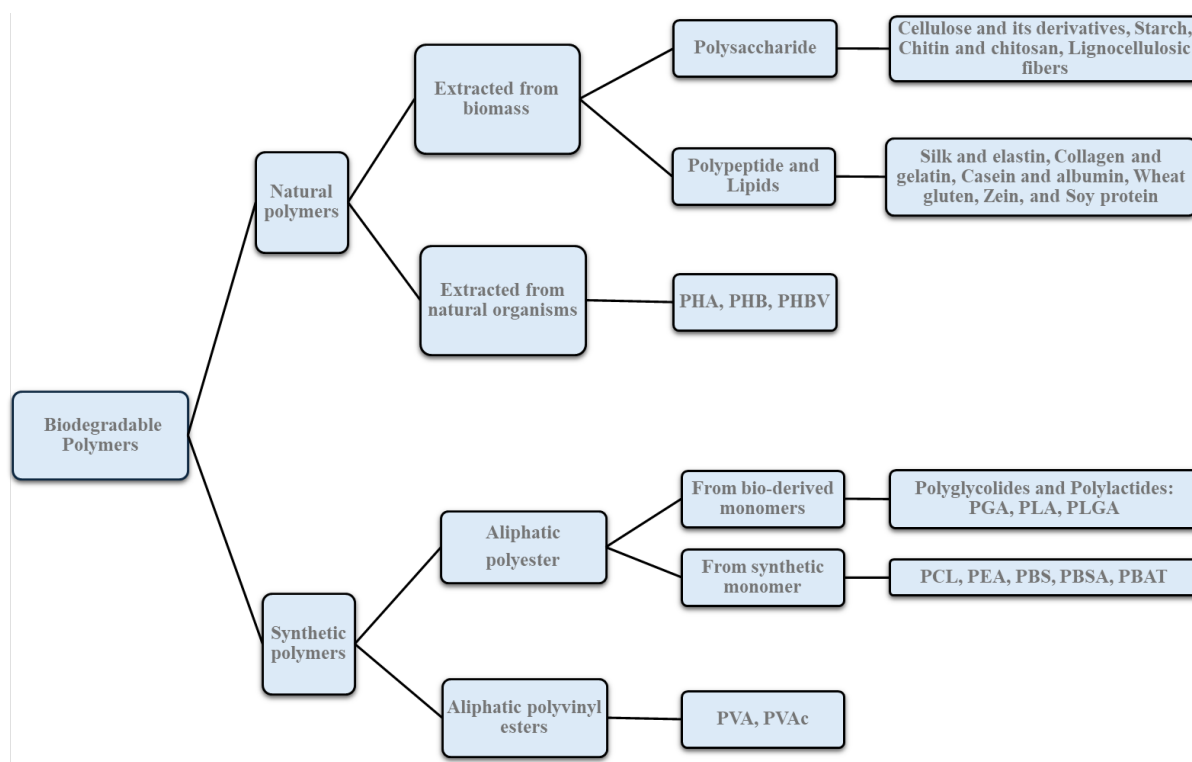 Polysaccharide
Cellulose and its derivatives, Starch,
Chitin and chitosan, Lignocellulosic
fibers
Extracted from
biomass
Polypeptide and
Lipids
Silk and elastin, Collagen and
gelatin, Casein and albumin, Wheat
gluten, Zein, and Soy protein
Natural
polymers
Extracted from
natural organisms
PHA, PHB, PHBV
Biodegradable
Polymers
From bio-derived
monomers
Polyglycolides and Polylactides:
PGA, PLA, PLGA
Aliphatic
polyester
From synthetic
monomer
PCL, PEA, PBS, PBSA, PBAT
Synthetic
polymers
Aliphatic polyvinyl
esters
PVA, PVAc